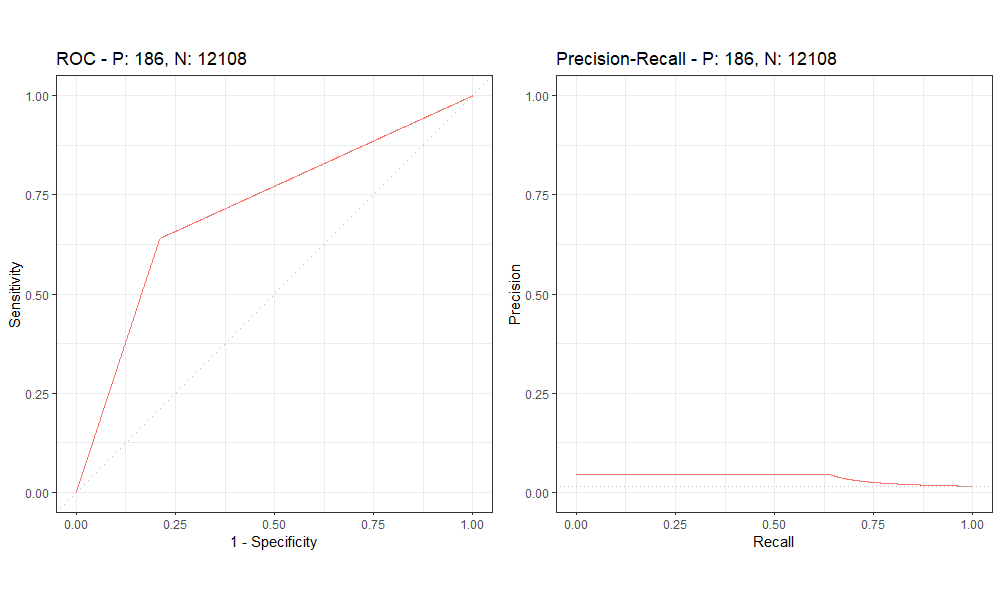 ROC - P: 186, N: 12108
1.00
0.75
0.50
0.25
0.00
Sensitivity
0.00 0.25 0.50 0.75 1.00
1 - Specificity
Precision-Recall - P: 186, N: 12108
1.00
0.75
0.50
0.25
0.00
Precision
0.00 0.25 0.50 0.75 1.00
Recall